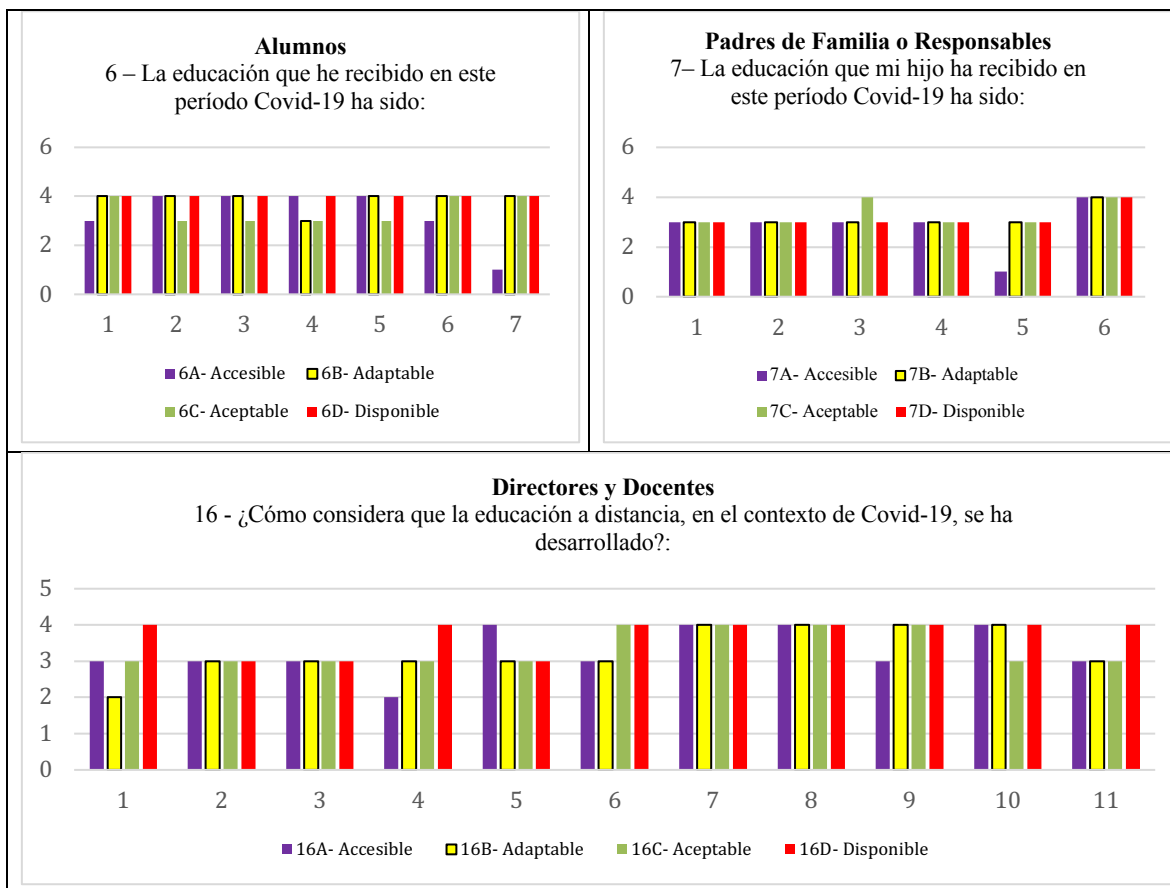 Alumnos
6 – La educación que he recibido en este
período Covid-19 ha sido:
6
4
2
0
1 2 3 4 5 6 7
6A- Accesible 6B- Adaptable
6C- Aceptable 6D- Disponible
Padres de Familia o Responsables
7– La educación que mi hijo ha recibido en
este período Covid-19 ha sido:
6
4
2
0
1 2 3 4 5 6
7A- Accesible 7B- Adaptable
7C- Aceptable 7D- Disponible
Directores y Docentes
16 - ¿Cómo considera que la educación a distancia, en el contexto de Covid-19, se ha
desarrollado?:
5
4
3
2
1
0
1 2 3 4 5 6 7 8 9 10 11
16A- Accesible 16B- Adaptable 16C- Aceptable 16D- Disponible